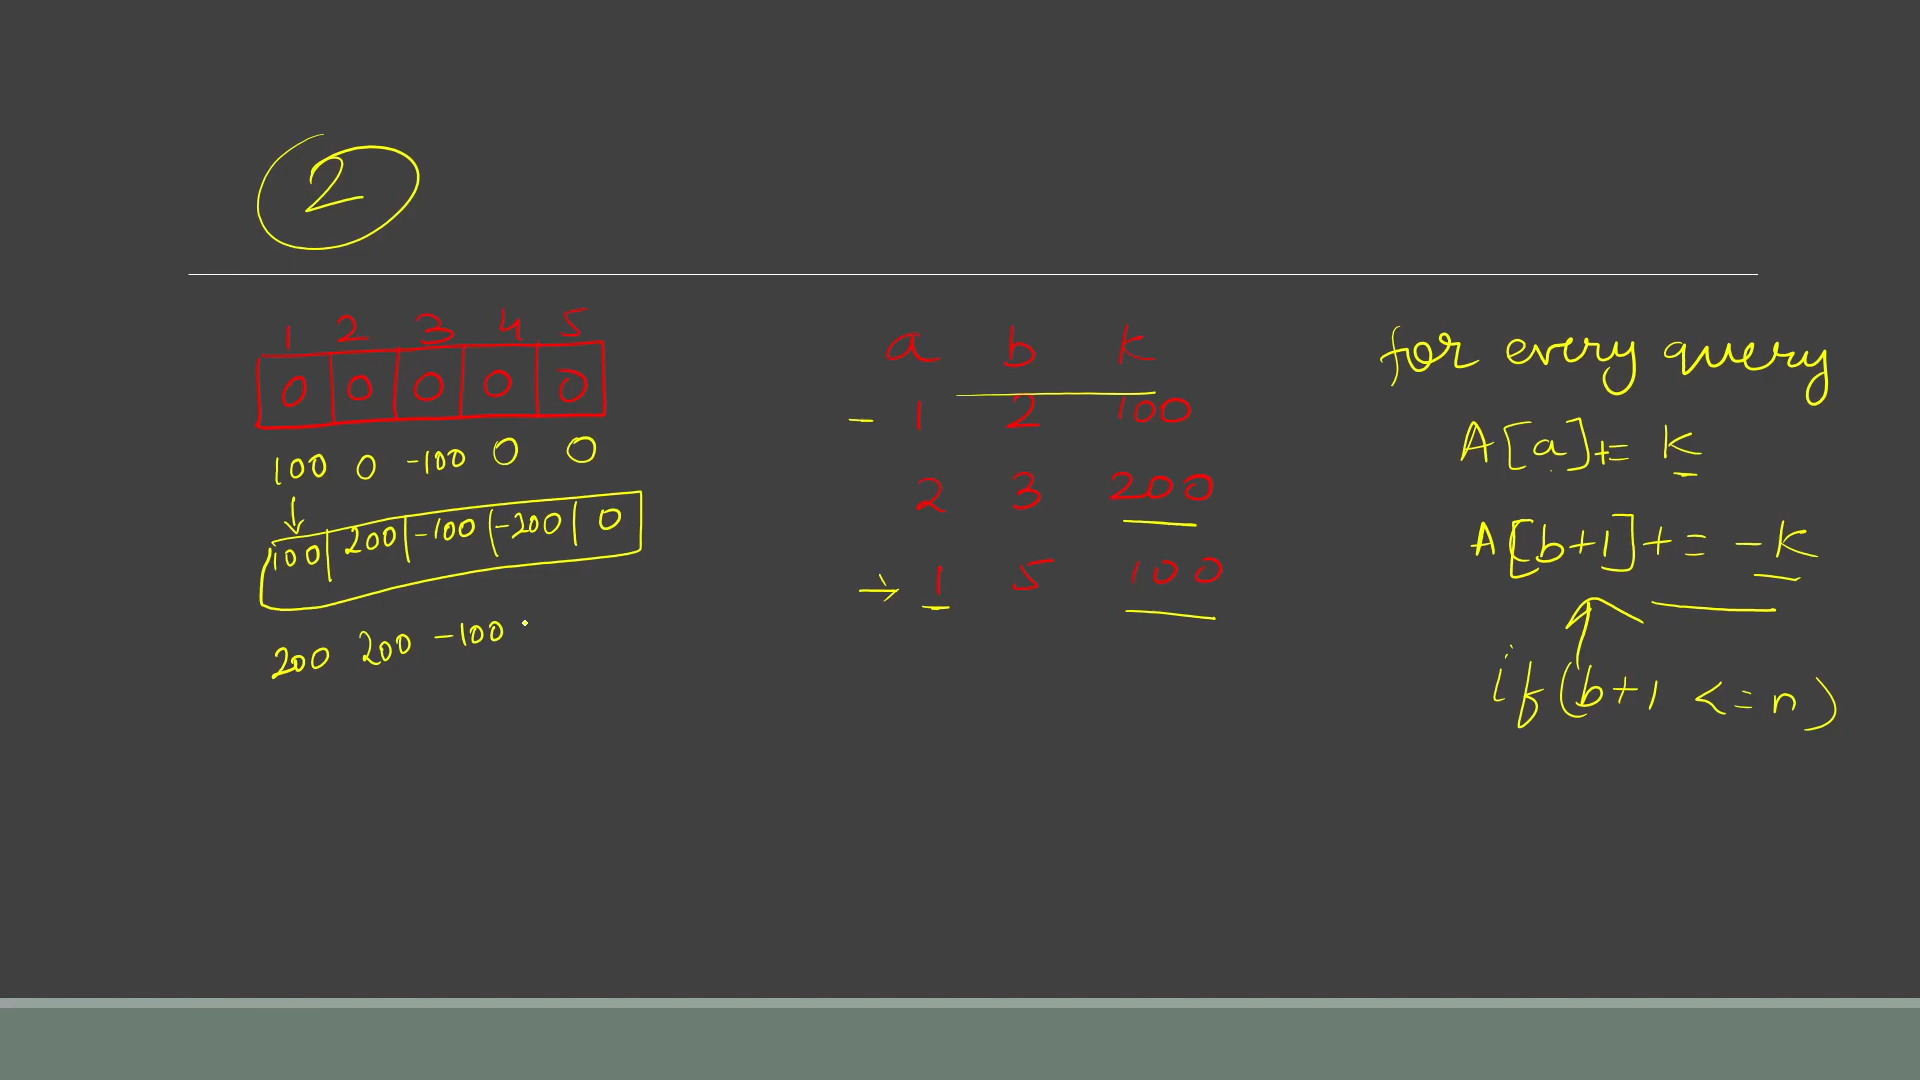 2
1 2 3 4 5
0 0 0 0 0
100 0 -100 0 0
100 200 -100 -200 0
200 200 -100
a b k
- 1 2 100
2 3 200
→ 1 5 100
for every query
A[a]+= k
A[b+1]+= -k
if(b+1 <=n)